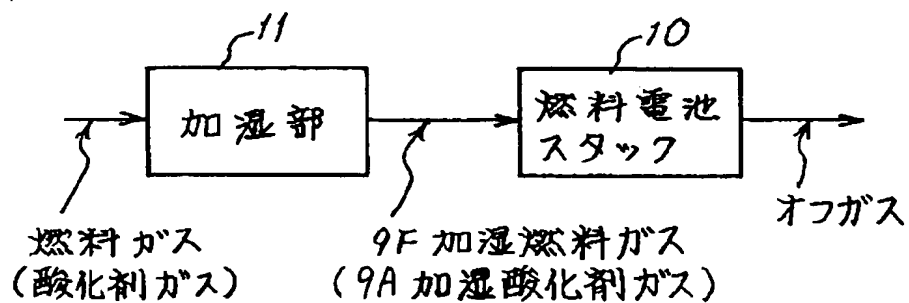 11
10
加湿部
燃料電池
スタック
燃料ガス
(酸化剤ガス)
9F 加湿燃料ガス
(9A 加湿酸化剤ガス)
オフガス